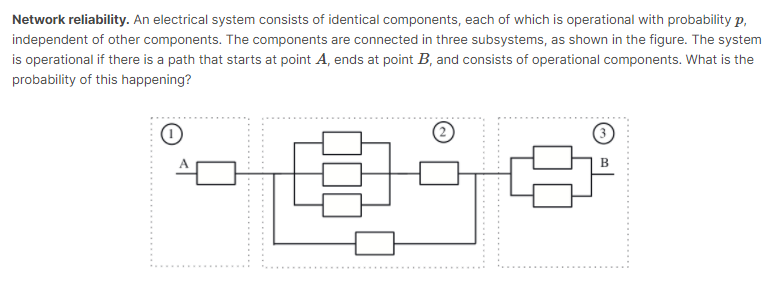 Network reliability. An electrical system consists of identical components, each of which is operational with probability p,
independent of other components. The components are connected in three subsystems, as shown in the figure. The system
is operational if there is a path that starts at point A, ends at point B, and consists of operational components. What is the
probability of this happening?
1
2
3
A
B